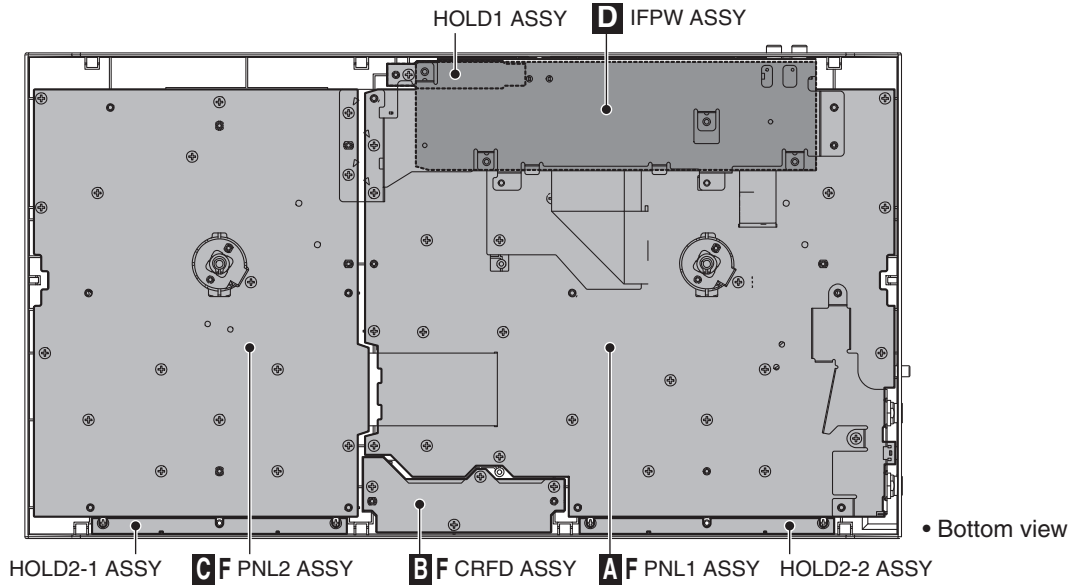 HOLD1 ASSY
D IFPW ASSY
• Bottom view
HOLD2-1 ASSY
C F PNL2 ASSY
B F CRFD ASSY
A F PNL1 ASSY
HOLD2-2 ASSY